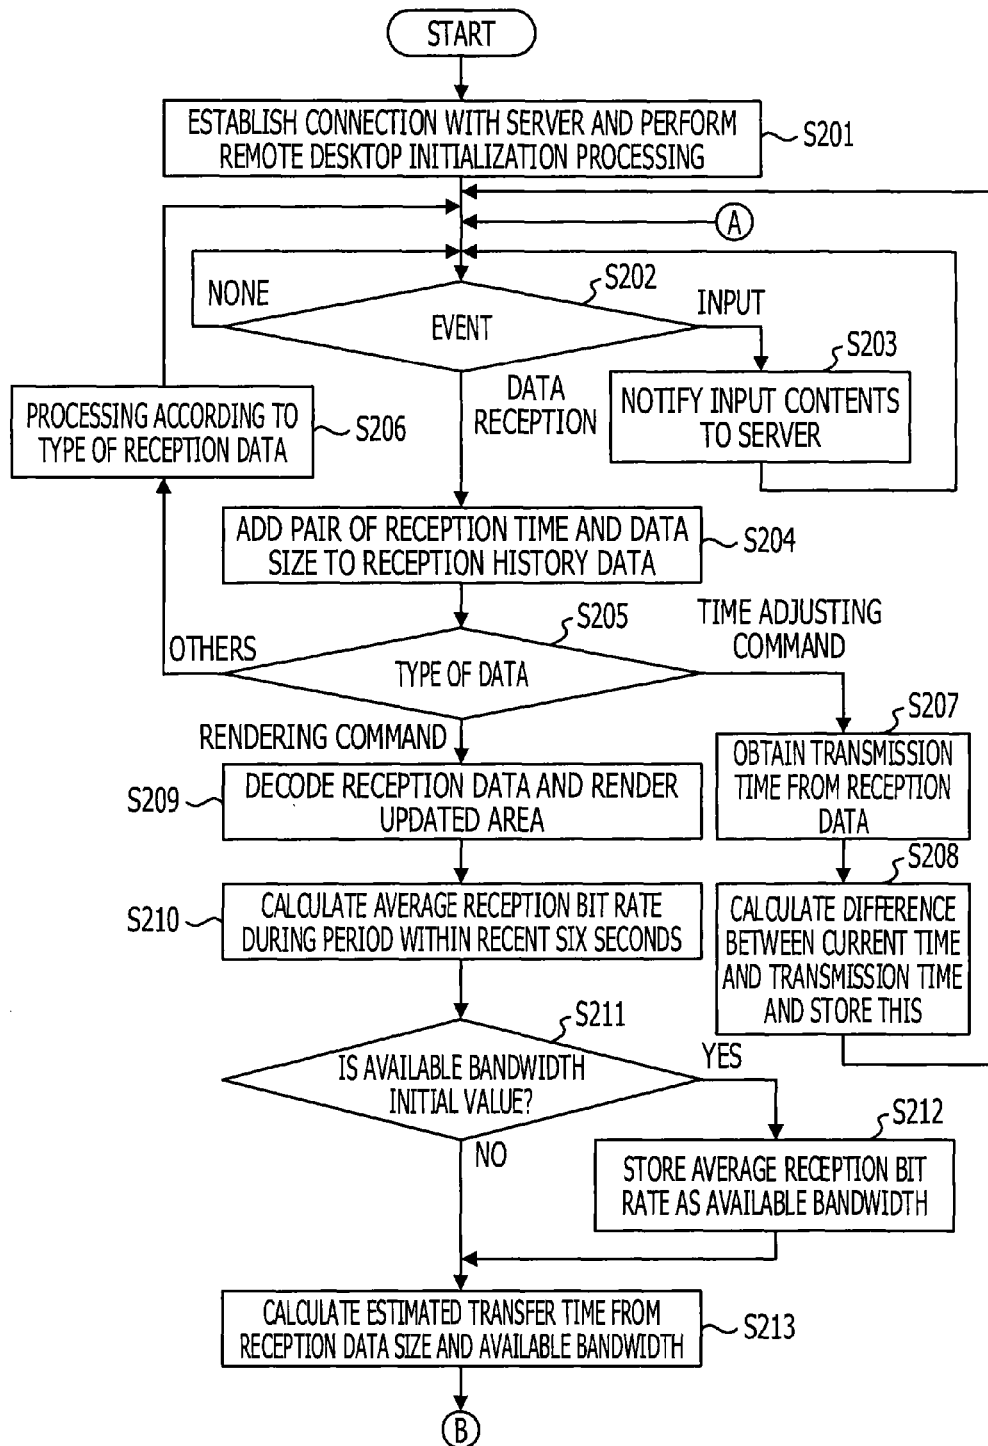 START
ESTABLISH CONNECTION WITH SERVER AND PERFORM
REMOTE DESKTOP INITIALIZATION PROCESSING
S201
A
S202
NONE
INPUT
EVENT
S203
DATA
RECEPTION
NOTIFY INPUT CONTENTS
TO SERVER
PROCESSING ACCORDING TO
TYPE OF RECEPTION DATA
S206
ADD PAIR OF RECEPTION TIME AND DATA
SIZE TO RECEPTION HISTORY DATA
S204
S205
TIME ADJUSTING
COMMAND
OTHERS
TYPE OF DATA
RENDERING COMMAND
S207
OBTAIN TRANSMISSION
TIME FROM RECEPTION
DATA
S209
DECODE RECEPTION DATA AND RENDER
UPDATED AREA
S208
CALCULATE DIFFERENCE
BETWEEN CURRENT TIME
AND TRANSMISSION TIME
AND STORE THIS
S210
CALCULATE AVERAGE RECEPTION BIT RATE
DURING PERIOD WITHIN RECENT SIX SECONDS
S211
YES
IS AVAILABLE BANDWIDTH
INITIAL VALUE?
NO
S212
STORE AVERAGE RECEPTION BIT
RATE AS AVAILABLE BANDWIDTH
CALCULATE ESTIMATED TRANSFER TIME FROM
RECEPTION DATA SIZE AND AVAILABLE BANDWIDTH
S213
B